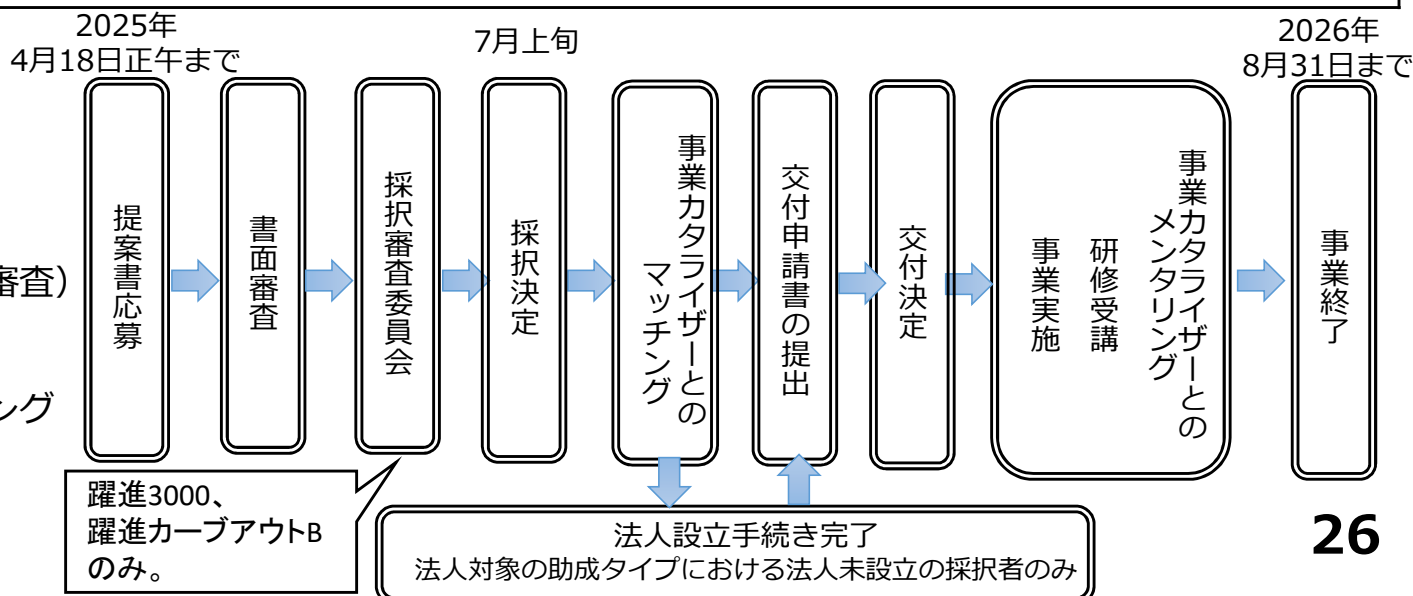 2025年
4月18日正午まで
7月上旬
2026年
8月31日まで
審査)
ング
提案書応募
書面審査
採択審査委員会
採択決定
事業カタライザーとの
マッチング
交付申請書の提出
交付決定
事業カタライザーとの
メンタリング
研修受講
事業実施
事業終了
躍進3000、
躍進カーブアウトB
のみ。
法人設立手続き完了
法人対象の助成タイプにおける法人未設立の採択者のみ
26